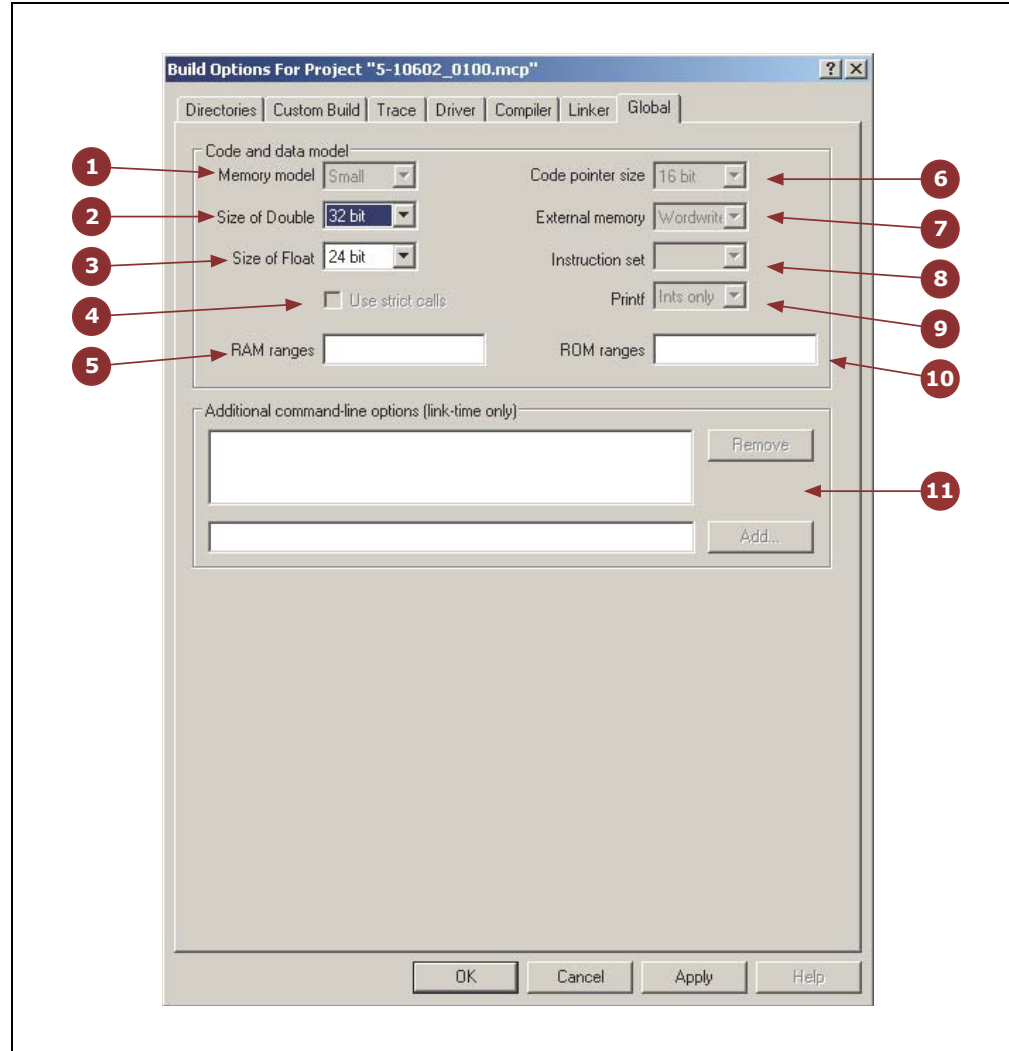 Build Options For Project "5-10602_0100.mcp"
Directories Custom Build Trace Driver Compiler Linker Global
Code and data model
1 Memory model Small Code pointer size 16 bit 6
2 Size of Double 32 bit External memory Wordwrite 7
3 Size of Float 24 bit Instruction set 8
4 Use strict calls Printf Ints only 9
5 RAM ranges ROM ranges 10
Additional command-line options (link-time only)
Remove
11
Add...
OK Cancel Apply Help